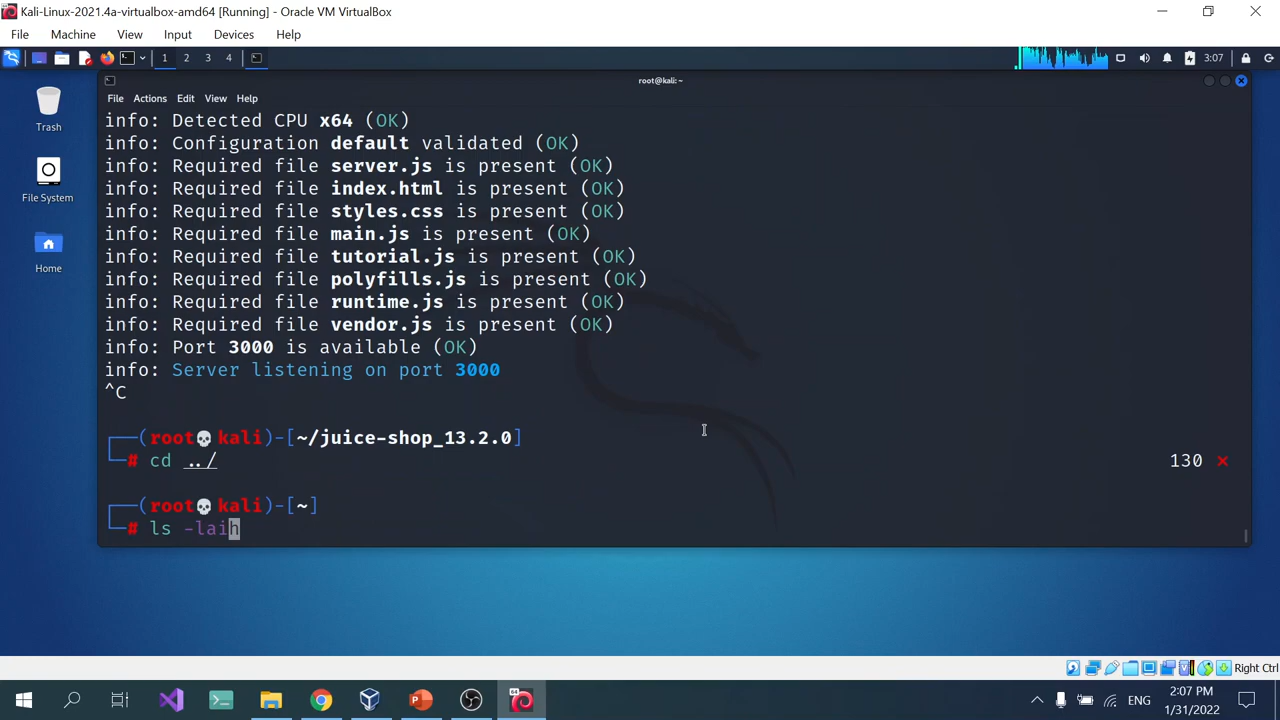 Kali-Linux-2021.4a-virtualbox-amd64 [Running] - Oracle VM VirtualBox
File Machine View Input Devices Help
1 2 3 4 3:07
root@kali: ~
File Actions Edit View Help
Trash
File System
Home
info: Detected CPU x64 (OK)
info: Configuration default validated (OK)
info: Required file server.js is present (OK)
info: Required file index.html is present (OK)
info: Required file styles.css is present (OK)
info: Required file main.js is present (OK)
info: Required file tutorial.js is present (OK)
info: Required file polyfills.js is present (OK)
info: Required file runtime.js is present (OK)
info: Required file vendor.js is present (OK)
info: Port 3000 is available (OK)
info: Server listening on port 3000
^C
┌──(root💀kali)-[~/juice-shop_13.2.0]
└─# cd ../ 130 ✗
┌──(root💀kali)-[~]
└─# ls -laih
Right Ctrl
ENG
2:07 PM
1/31/2022